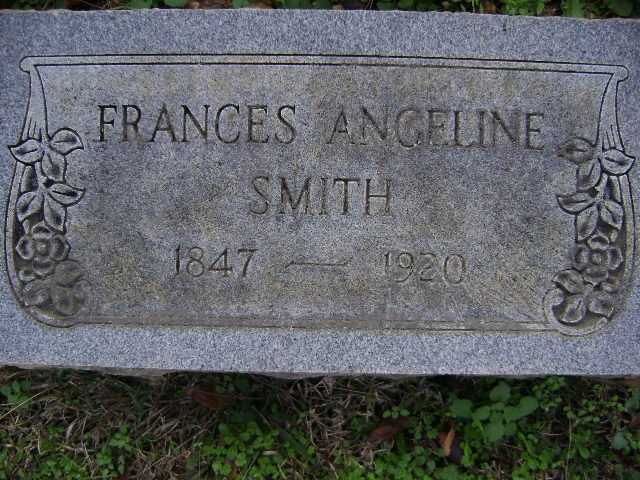 FRANCES ANGELINE
SMITH
1847 — 1920